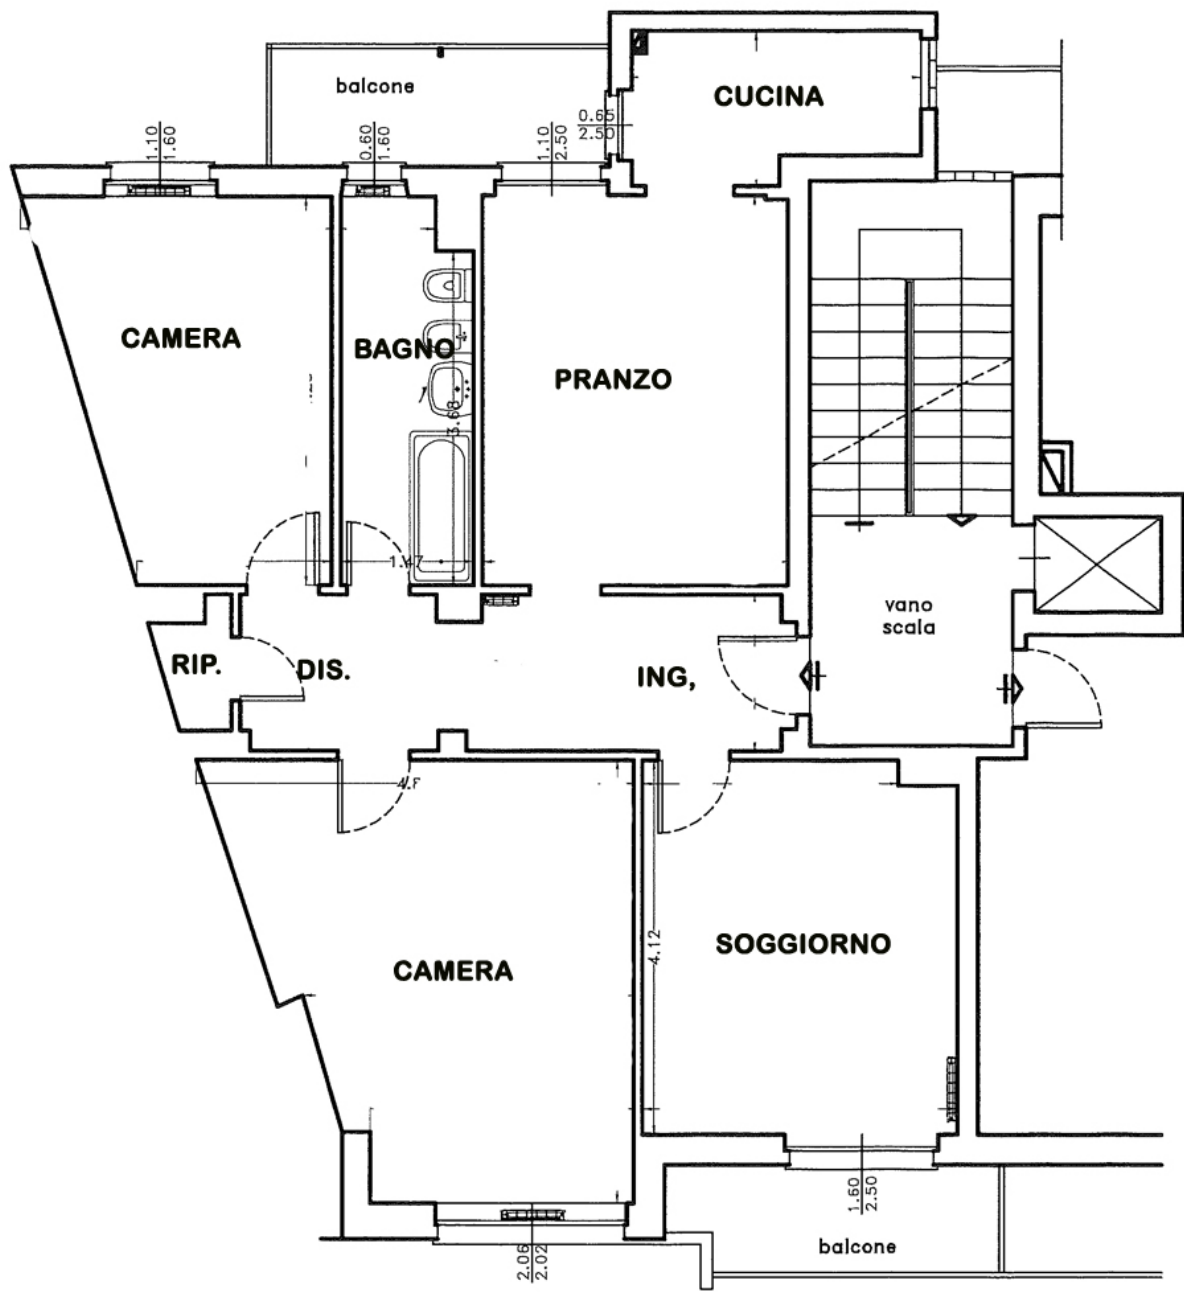 balcone
CUCINA
0.65
2.50
1.10
1.60
0.60
1.60
1.10
2.50
CAMERA
BAGNO
PRANZO
3.68
1.47
vano
scala
RIP.
DIS.
ING,
4.12
SOGGIORNO
CAMERA
1.60
2.50
balcone
2.06
2.02